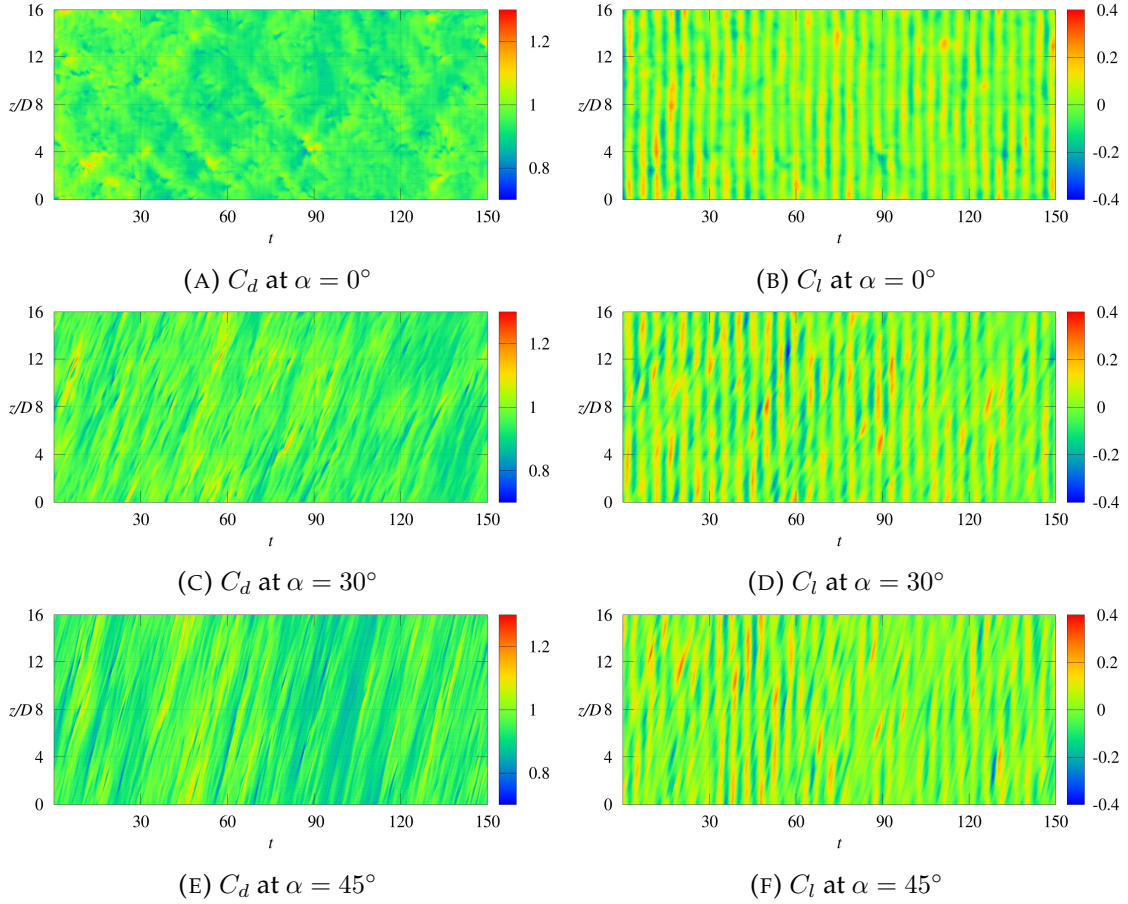 16
12
z/D 8
4
0
30 60 90 120 150
t
1.2
1
0.8
(A) C_d at α = 0°
16
12
z/D 8
4
0
30 60 90 120 150
t
0.4
0.2
0
-0.2
-0.4
(B) C_l at α = 0°
16
12
z/D 8
4
0
30 60 90 120 150
t
1.2
1
0.8
(C) C_d at α = 30°
16
12
z/D 8
4
0
30 60 90 120 150
t
0.4
0.2
0
-0.2
-0.4
(D) C_l at α = 30°
16
12
z/D 8
4
0
30 60 90 120 150
t
1.2
1
0.8
(E) C_d at α = 45°
16
12
z/D 8
4
0
30 60 90 120 150
t
0.4
0.2
0
-0.2
-0.4
(F) C_l at α = 45°